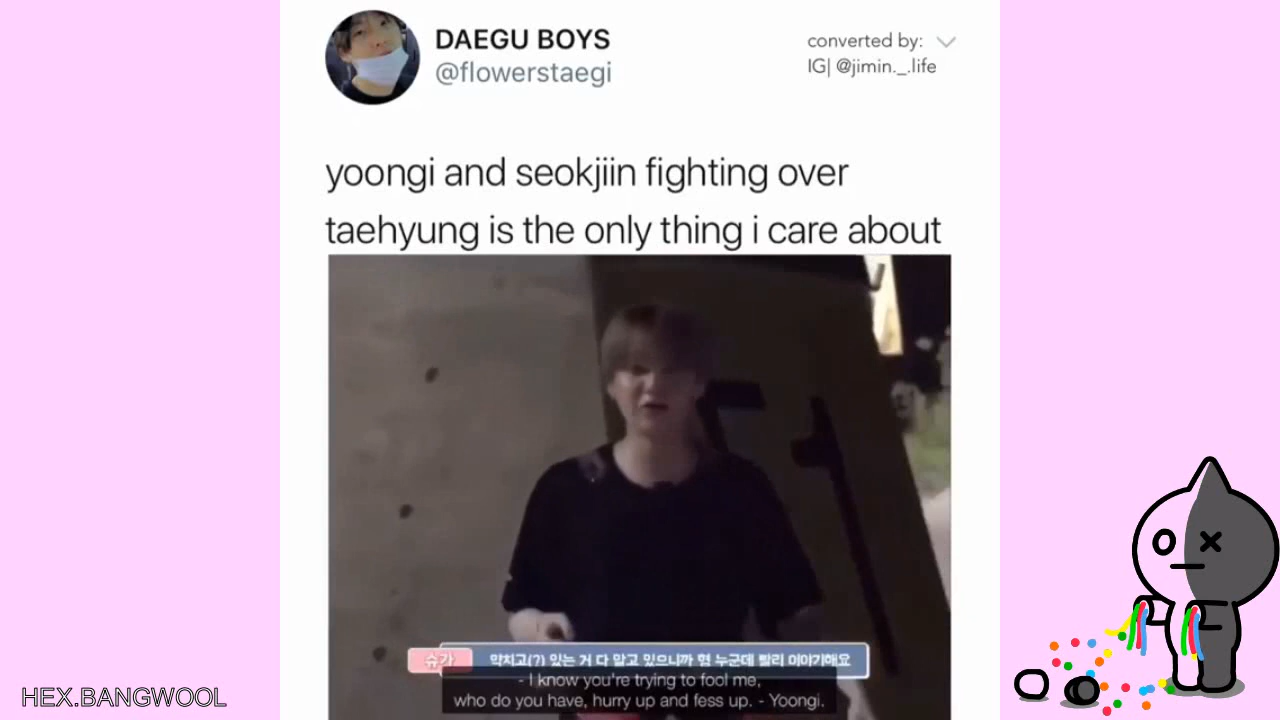 DAEGU BOYS
@flowerstaegi
converted by:
IG| @jimin._.life
yoongi and seokjiin fighting over
taehyung is the only thing i care about
슈가
약치고(?) 있는 거 다 알고 있으니까 형 누군데 빨리 이야기해요
- I know you're trying to fool me,
who do you have, hurry up and fess up. - Yoongi.
HEX.BANGWOOL